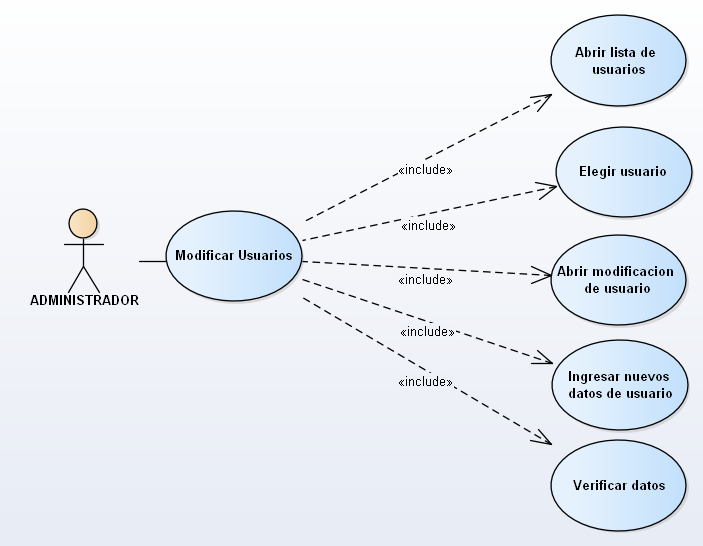 Abrir lista de
usuarios
«include»
Elegir usuario
«include»
Modificar Usuarios
ADMINISTRADOR
Abrir modificacion
de usuario
«include»
«include»
Ingresar nuevos
datos de usuario
«include»
Verificar datos